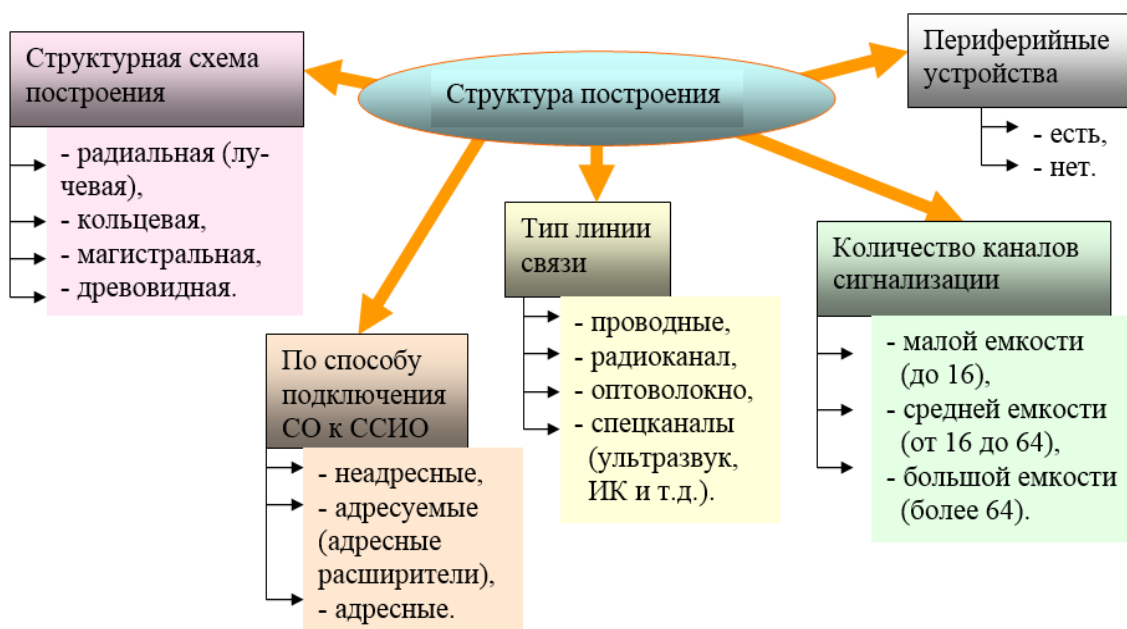 Структура построения
Структурная схема
построения
- радиальная (лу-
чевая),
- кольцевая,
- магистральная,
- древовидная.
По способу
подключения
СО к ССИО
- неадресные,
- адресуемые
(адресные
расширители),
- адресные.
Тип линии
связи
- проводные,
- радиоканал,
- оптоволокно,
- спецканалы
(ультразвук,
ИК и т.д.).
Количество каналов
сигнализации
- малой емкости
(до 16),
- средней емкости
(от 16 до 64),
- большой емкости
(более 64).
Периферийные
устройства
- есть,
- нет.